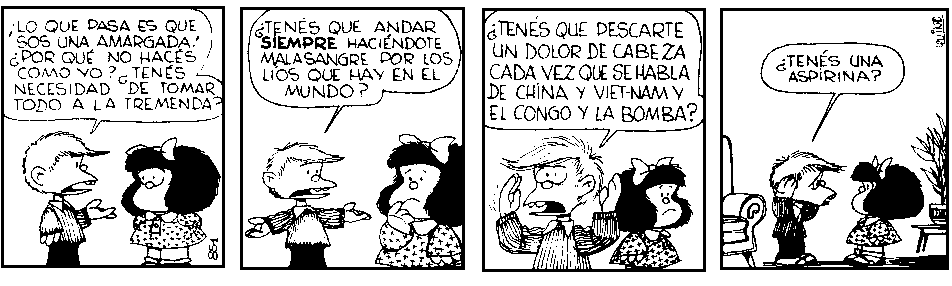 ¡LO QUE PASA ES QUE
SOS UNA AMARGADA!
¿POR QUÉ NO HACÉS
COMO YO? ¿TENÉS
NECESIDAD DE TOMAR
TODO A LA TREMENDA?
854
¿TENÉS QUE ANDAR
SIEMPRE HACIÉNDOTE
MALASANGRE POR LOS
LÍOS QUE HAY EN EL
MUNDO?
¿TENÉS QUE DESCARTE
UN DOLOR DE CABEZA
CADA VEZ QUE SE HABLA
DE CHINA Y VIET-NAM Y
EL CONGO Y LA BOMBA?
¿TENÉS UNA
ASPIRINA?